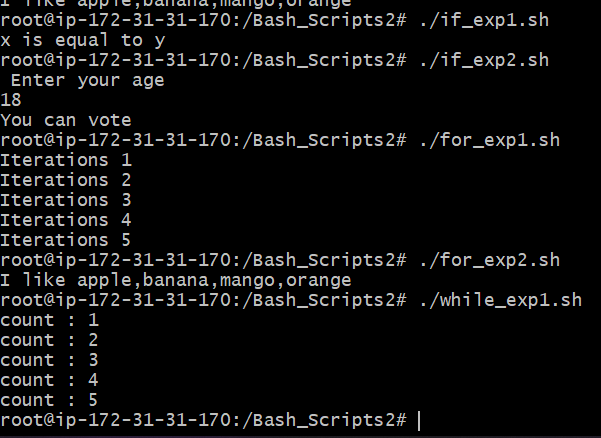 I like apple,banana,mango,orange
root@ip-172-31-31-170:/Bash_Scripts2# ./if_exp1.sh
x is equal to y
root@ip-172-31-31-170:/Bash_Scripts2# ./if_exp2.sh
 Enter your age
18
You can vote
root@ip-172-31-31-170:/Bash_Scripts2# ./for_exp1.sh
Iterations 1
Iterations 2
Iterations 3
Iterations 4
Iterations 5
root@ip-172-31-31-170:/Bash_Scripts2# ./for_exp2.sh
I like apple,banana,mango,orange
root@ip-172-31-31-170:/Bash_Scripts2# ./while_exp1.sh
count : 1
count : 2
count : 3
count : 4
count : 5
root@ip-172-31-31-170:/Bash_Scripts2#